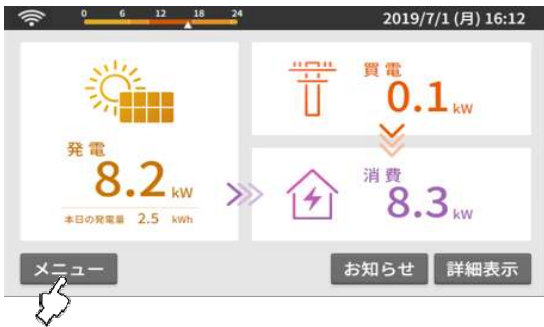 0 6 12 18 24
2019/7/1 (月) 16:12
発電
8.2 kW
本日の発電量 2.5 kWh
買電
0.1 kW
消費
8.3 kW
メニュー
お知らせ
詳細表示